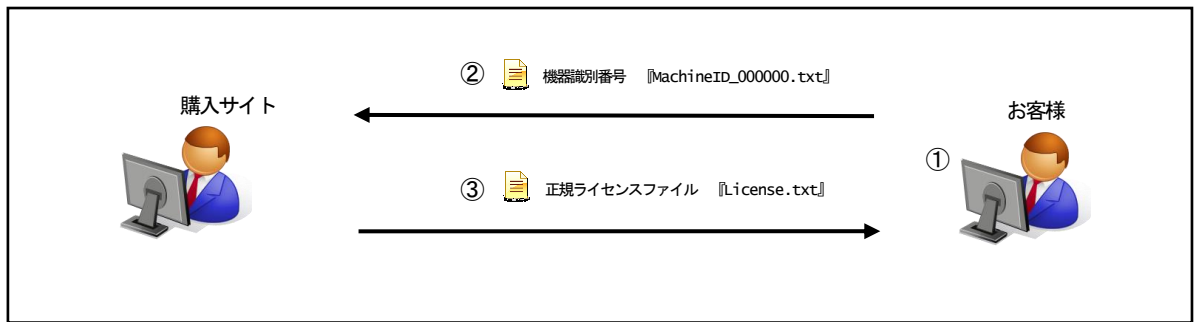 ② 機器識別番号 『MachineID_000000.txt』
購入サイト
お客様
①
③ 正規ライセンスファイル 『License.txt』